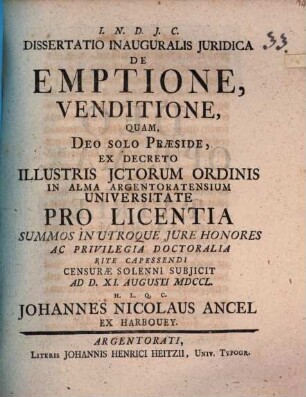 I. N. D. J. C.
33.
DISSERTATIO INAUGURALIS JURIDICA
DE
EMPTIONE,
VENDITIONE,
QUAM,
DEO SOLO PRÆSIDE,
EX DECRETO
ILLUSTRIS JCTORUM ORDINIS
IN ALMA ARGENTORATENSIUM
UNIVERSITATE
PRO LICENTIA
SUMMOS IN UTROQUE JURE HONORES
AC PRIVILEGIA DOCTORALIA
RITE CAPESSENDI
CENSURÆ SOLENNI SUBJICIT
AD D. XI. AUGUSTI MDCCL.
H. L. Q. C.
JOHANNES NICOLAUS ANCEL
EX HARBOUEY.
ARGENTORATI,
LITERIS JOHANNIS HENRICI HEITZII, UNIV. TYPOGR.